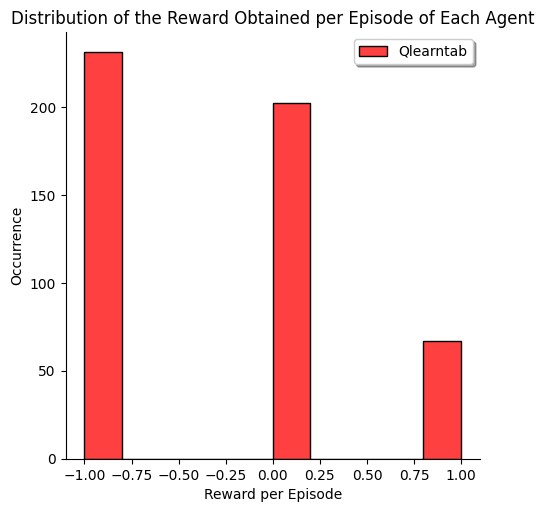 Distribution of the Reward Obtained per Episode of Each Agent
Qlearntab
Occurrence
200
150
100
50
0
−1.00 −0.75 −0.50 −0.25 0.00 0.25 0.50 0.75 1.00
Reward per Episode